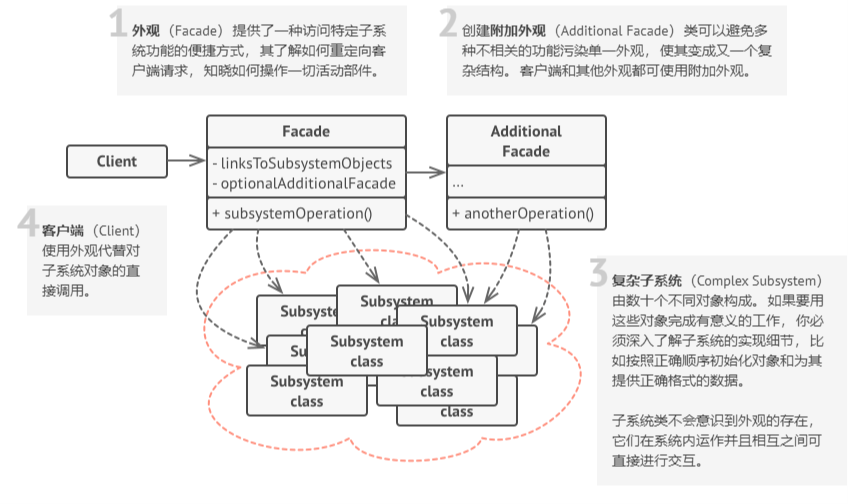 1
外观 （Facade） 提供了一种访问特定子系
统功能的便捷方式， 其了解如何重定向客
户端请求， 知晓如何操作一切活动部件。
2
创建附加外观 （Additional Facade） 类可以避免多
种不相关的功能污染单一外观， 使其变成又一个复
杂结构。 客户端和其他外观都可使用附加外观。
Client
Facade
- linksToSubsystemObjects
- optionalAdditionalFacade
+ subsystemOperation()
Additional
Facade
...
+ anotherOperation()
4
客户端 （Client）
使用外观代替对
子系统对象的直
接调用。
3
复杂子系统 （Complex Subsystem）
由数十个不同对象构成。 如果要用
这些对象完成有意义的工作， 你必
须深入了解子系统的实现细节， 比
如按照正确顺序初始化对象和为其
提供正确格式的数据。
子系统类不会意识到外观的存在，
它们在系统内运作并且相互之间可
直接进行交互。
Subsystem
cla
Subsyste
Subsystem
class
Su
Subsystem
class
Subsystem
class
Subsystem
class
class